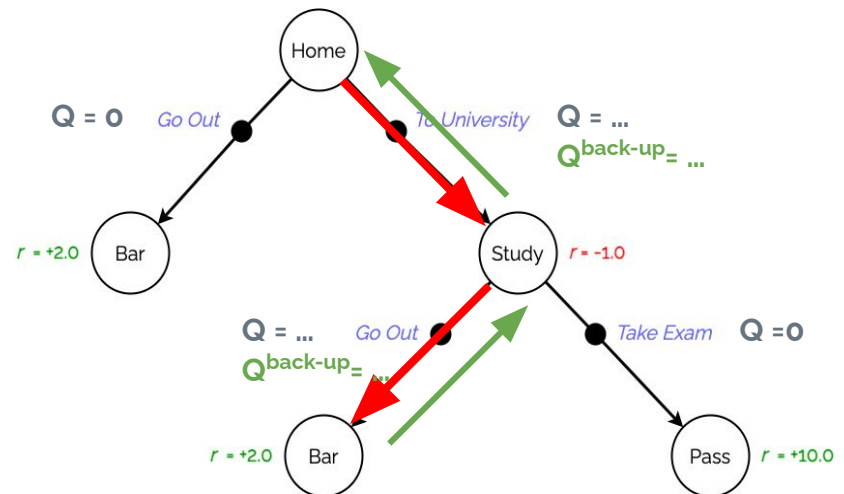 Home
Q = 0 Go Out To University Q = ...
Qback-up= ...
r = +2.0 Bar Study r = -1.0
Q = ... Go Out Take Exam Q =0
Qback-up= ...
r = +2.0 Bar Pass r = +10.0